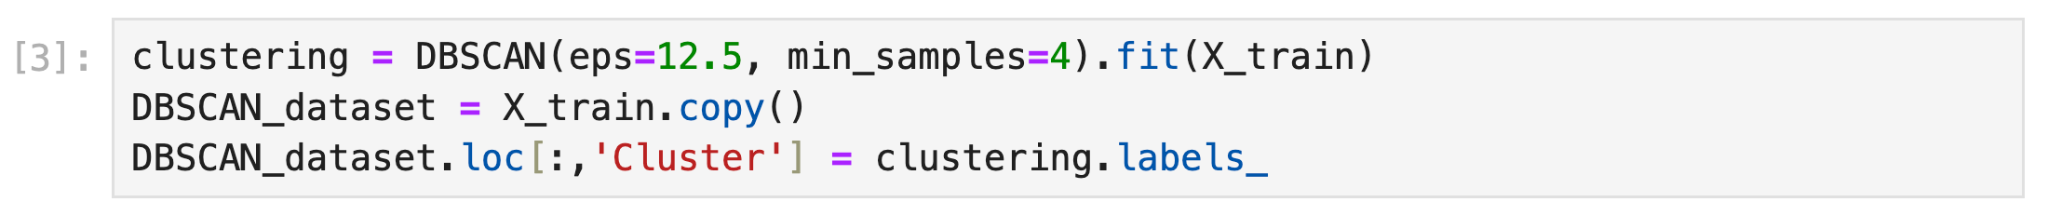 [3]: clustering = DBSCAN(eps=12.5, min_samples=4).fit(X_train)
DBSCAN_dataset = X_train.copy()
DBSCAN_dataset.loc[:,'Cluster'] = clustering.labels_